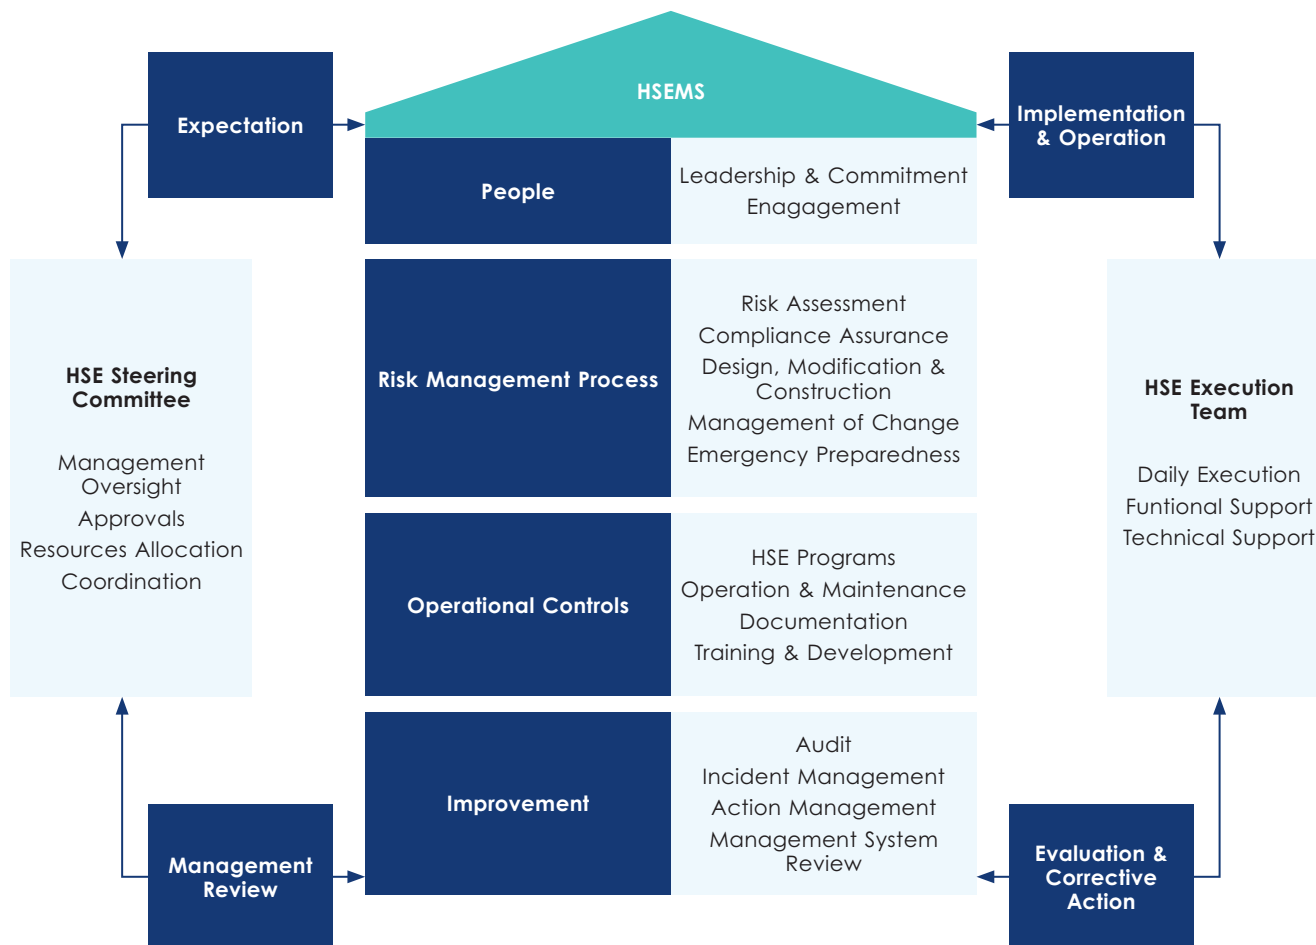 HSEMS
Expectation
Implementation
& Operation
People
Leadership & Commitment
Enagagement
HSE Steering
Committee
Management
Oversight
Approvals
Resources Allocation
Coordination
Risk Management Process
Risk Assessment
Compliance Assurance
Design, Modification &
Construction
Management of Change
Emergency Preparedness
HSE Execution
Team
Daily Execution
Funtional Support
Technical Support
Operational Controls
HSE Programs
Operation & Maintenance
Documentation
Training & Development
Improvement
Audit
Incident Management
Action Management
Management System
Review
Management
Review
Evaluation &
Corrective
Action